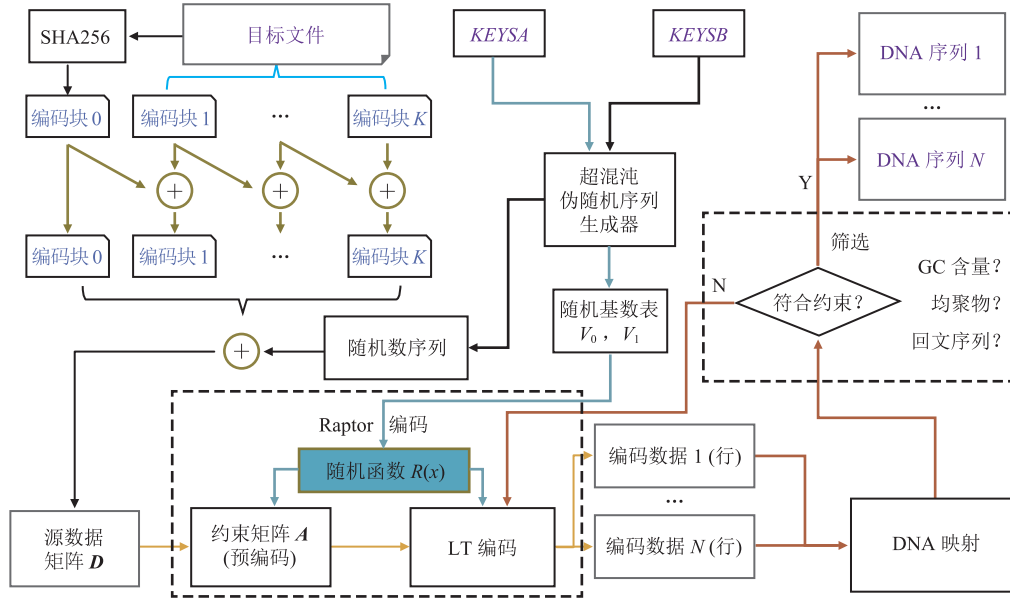 SHA256
目标文件
KEYSA
KEYSB
DNA 序列 1
...
DNA 序列 N
编码块 0
编码块 1
...
编码块 K
+
+
+
超混沌
伪随机序列
生成器
Y
编码块 0
编码块 1
...
编码块 K
筛选
N
符合约束?
GC 含量?
均聚物?
回文序列?
随机基数表
V₀ , V₁
+
随机数序列
Raptor 编码
随机函数 R(x)
编码数据 1 (行)
...
编码数据 N (行)
源数据
矩阵 D
约束矩阵 A
(预编码)
LT 编码
DNA 映射